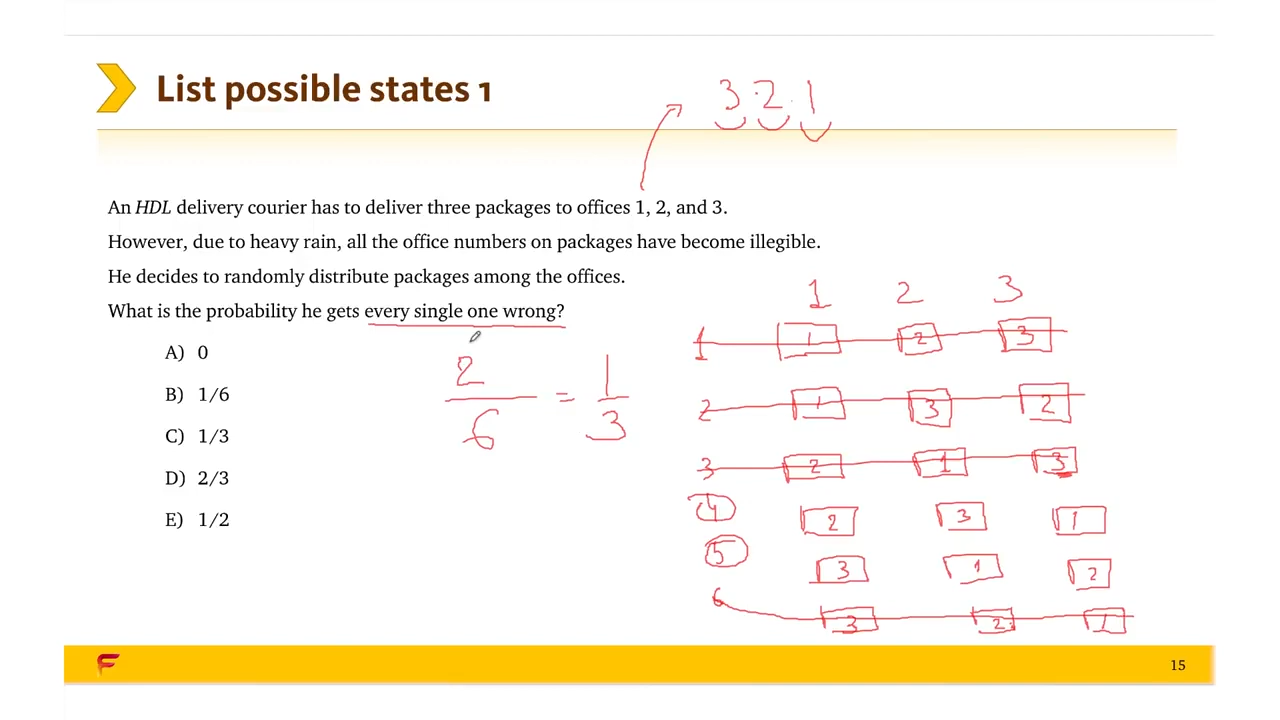 List possible states 1
3·2·1
An HDL delivery courier has to deliver three packages to offices 1, 2, and 3.
However, due to heavy rain, all the office numbers on packages have become illegible.
He decides to randomly distribute packages among the offices.
What is the probability he gets every single one wrong?
A) 0
B) 1/6
C) 1/3
D) 2/3
E) 1/2
2/6 = 1/3
1 2 3
1 1 2 3
2 1 3 2
3 2 1 3
4 2 3 1
5 3 1 2
6 3 2 1
F
15